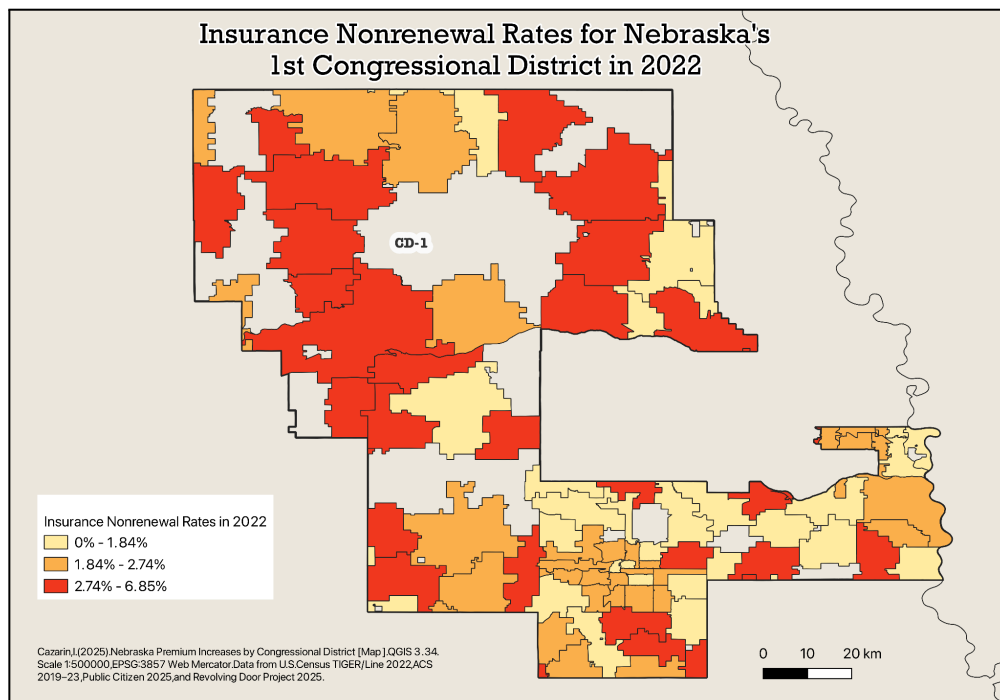 Insurance Nonrenewal Rates for Nebraska's
1st Congressional District in 2022
CD-1
Insurance Nonrenewal Rates in 2022
0% - 1.84%
1.84% - 2.74%
2.74% - 6.85%
Cazarin,I.(2025).Nebraska Premium Increases by Congressional District [Map].QGIS 3.34.
Scale 1:500000,EPSG:3857 Web Mercator.Data from U.S.Census TIGER/Line 2022,ACS
2019–23,Public Citizen 2025,and Revolving Door Project 2025.
0 10 20 km